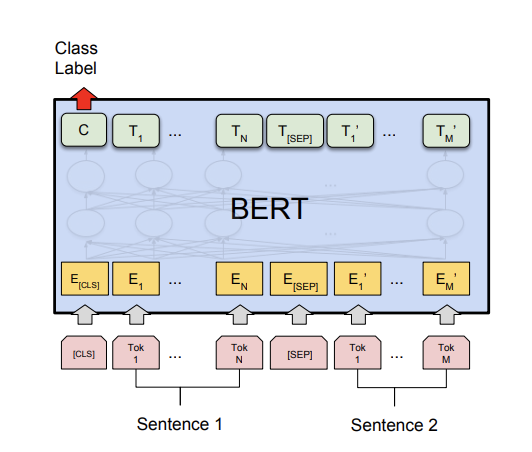 Class
Label
C T1 ... TN T[SEP] T1' ... TM'
...
BERT
...
E[CLS] E1 ... EN E[SEP] E1' ... EM'
[CLS] Tok 1 ... Tok N [SEP] Tok 1 ... Tok M
Sentence 1 Sentence 2